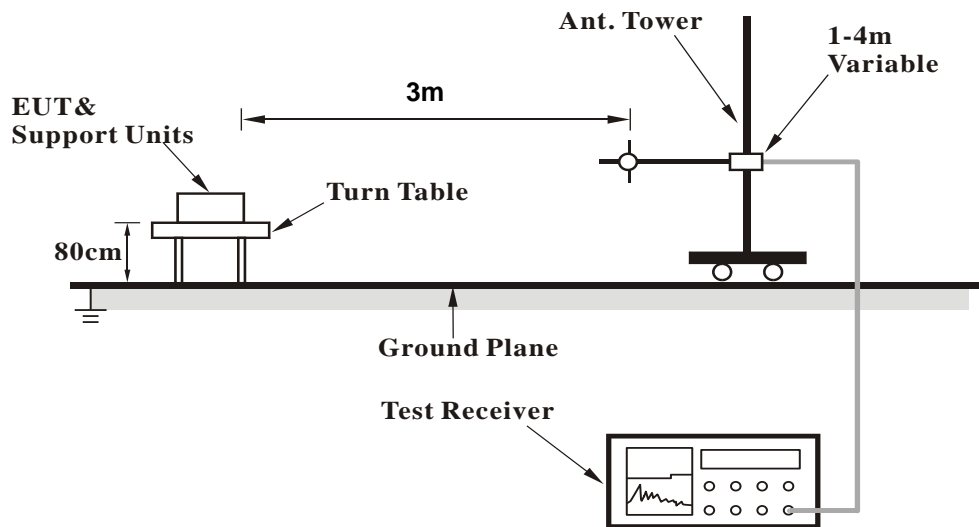 Ant. Tower
1-4m
Variable
3m
EUT&
Support Units
Turn Table
80cm
Ground Plane
Test Receiver